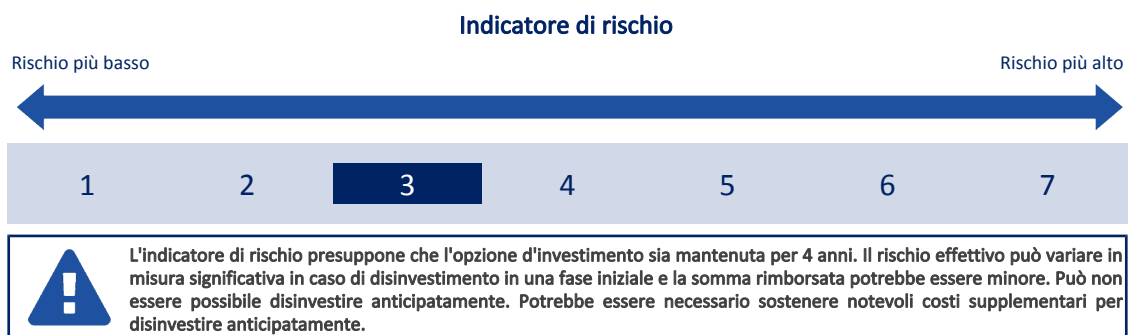 Indicatore di rischio
Rischio più basso Rischio più alto
1 2 3 4 5 6 7
L'indicatore di rischio presuppone che l'opzione d'investimento sia mantenuta per 4 anni. Il rischio effettivo può variare in
misura significativa in caso di disinvestimento in una fase iniziale e la somma rimborsata potrebbe essere minore. Può non
essere possibile disinvestire anticipatamente. Potrebbe essere necessario sostenere notevoli costi supplementari per
disinvestire anticipatamente.